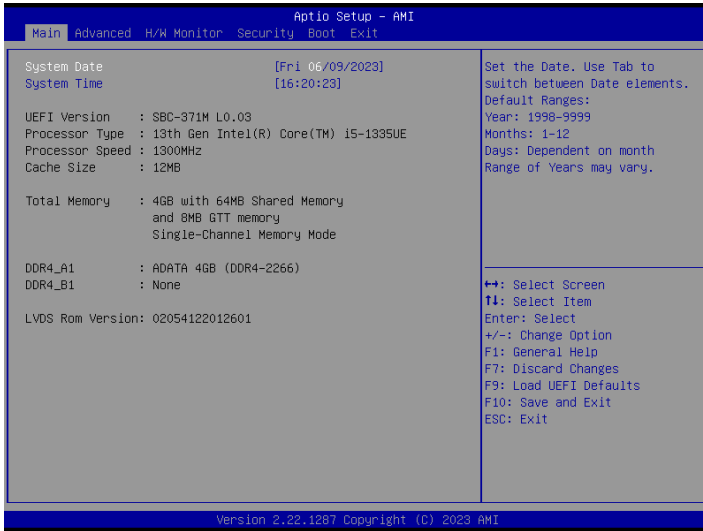 Aptio Setup - AMI
Main Advanced H/W Monitor Security Boot Exit
System Date [Fri 06/09/2023]
System Time [16:20:23]
UEFI Version : SBC-371M L0.03
Processor Type : 13th Gen Intel(R) Core(TM) i5-1335UE
Processor Speed : 1300MHz
Cache Size : 12MB
Total Memory : 4GB with 64MB Shared Memory
and 8MB GTT memory
Single-Channel Memory Mode
DDR4_A1 : ADATA 4GB (DDR4-2266)
DDR4_B1 : None
LVDS Rom Version: 02054122012601
Set the Date. Use Tab to
switch between Date elements.
Default Ranges:
Year: 1998-9999
Months: 1-12
Days: Dependent on month
Range of Years may vary.
↔: Select Screen
↑↓: Select Item
Enter: Select
+/-: Change Option
F1: General Help
F7: Discard Changes
F9: Load UEFI Defaults
F10: Save and Exit
ESC: Exit
Version 2.22.1287 Copyright (C) 2023 AMI